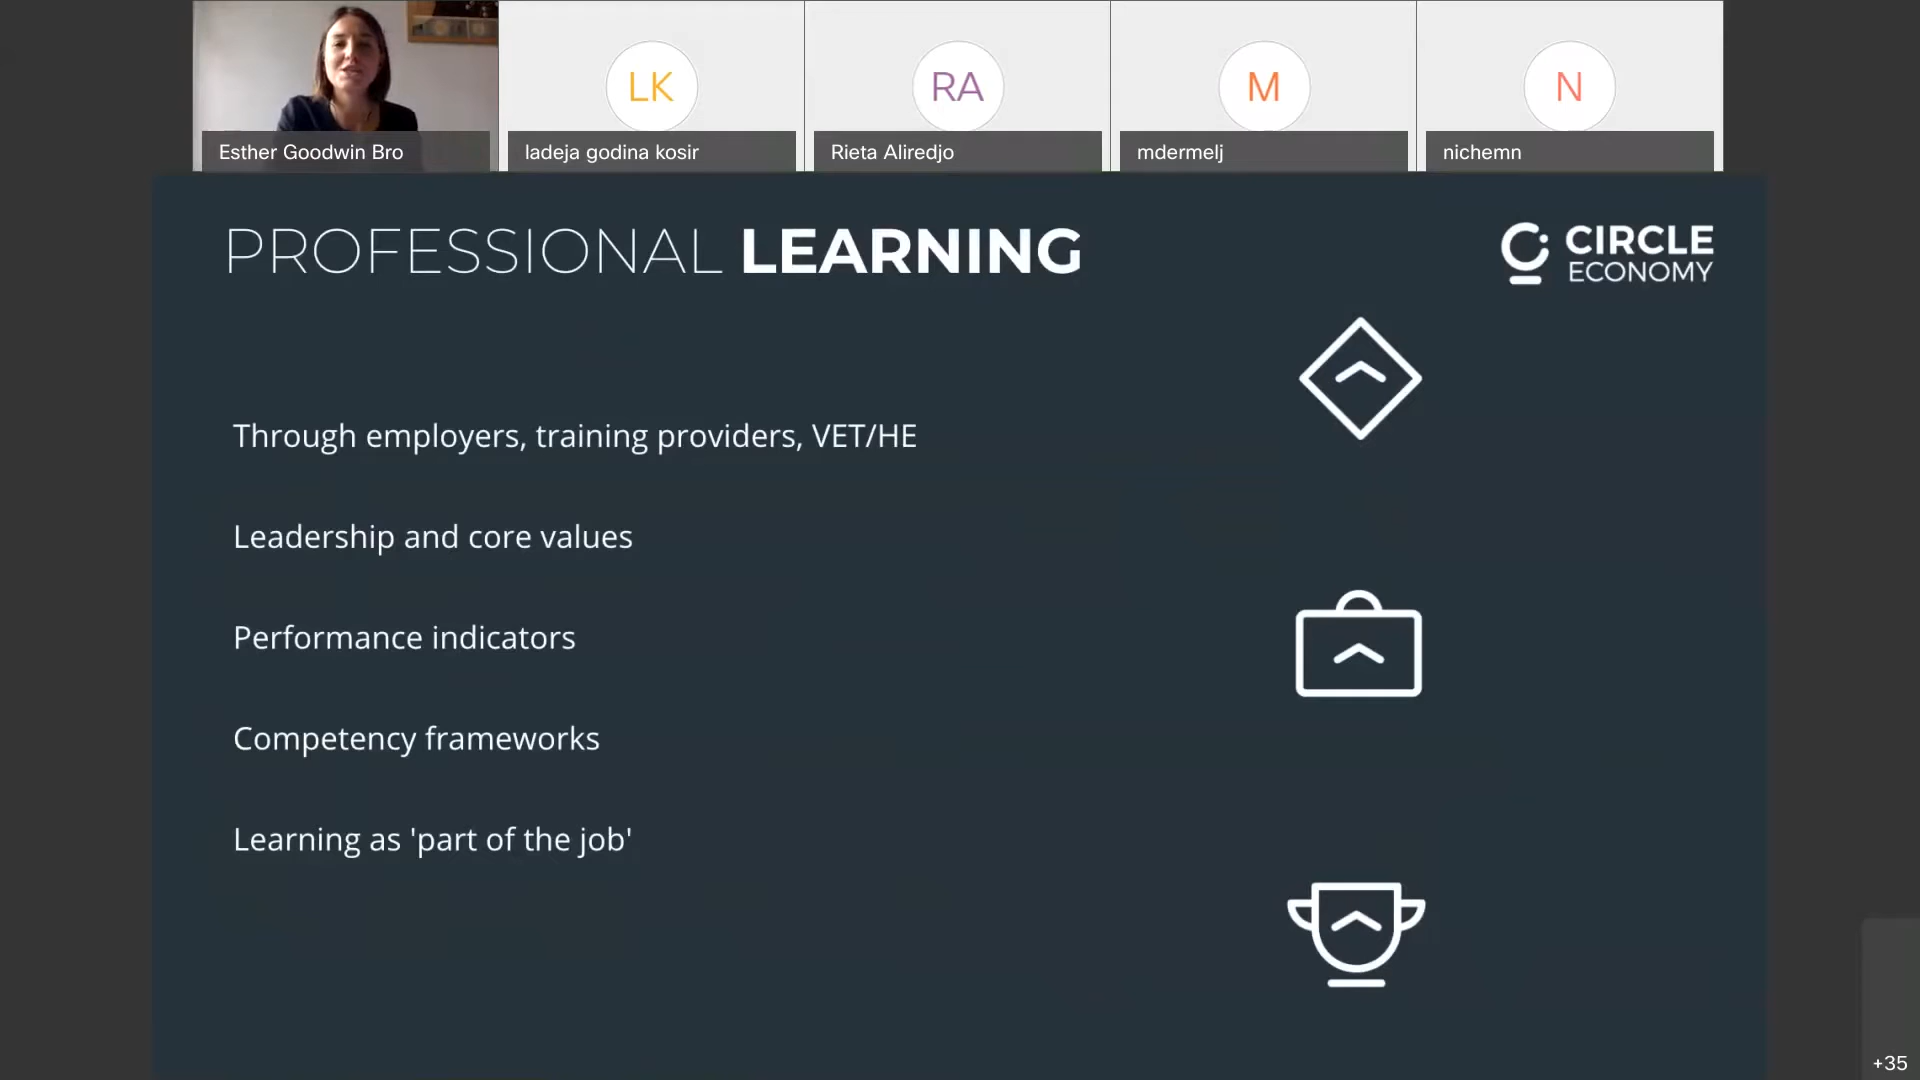 LK
RA
M
N
Esther Goodwin Bro
ladeja godina kosir
Rieta Aliredjo
mdermelj
nichemn
PROFESSIONAL LEARNING
CIRCLE
ECONOMY
Through employers, training providers, VET/HE
Leadership and core values
Performance indicators
Competency frameworks
Learning as 'part of the job'
+35